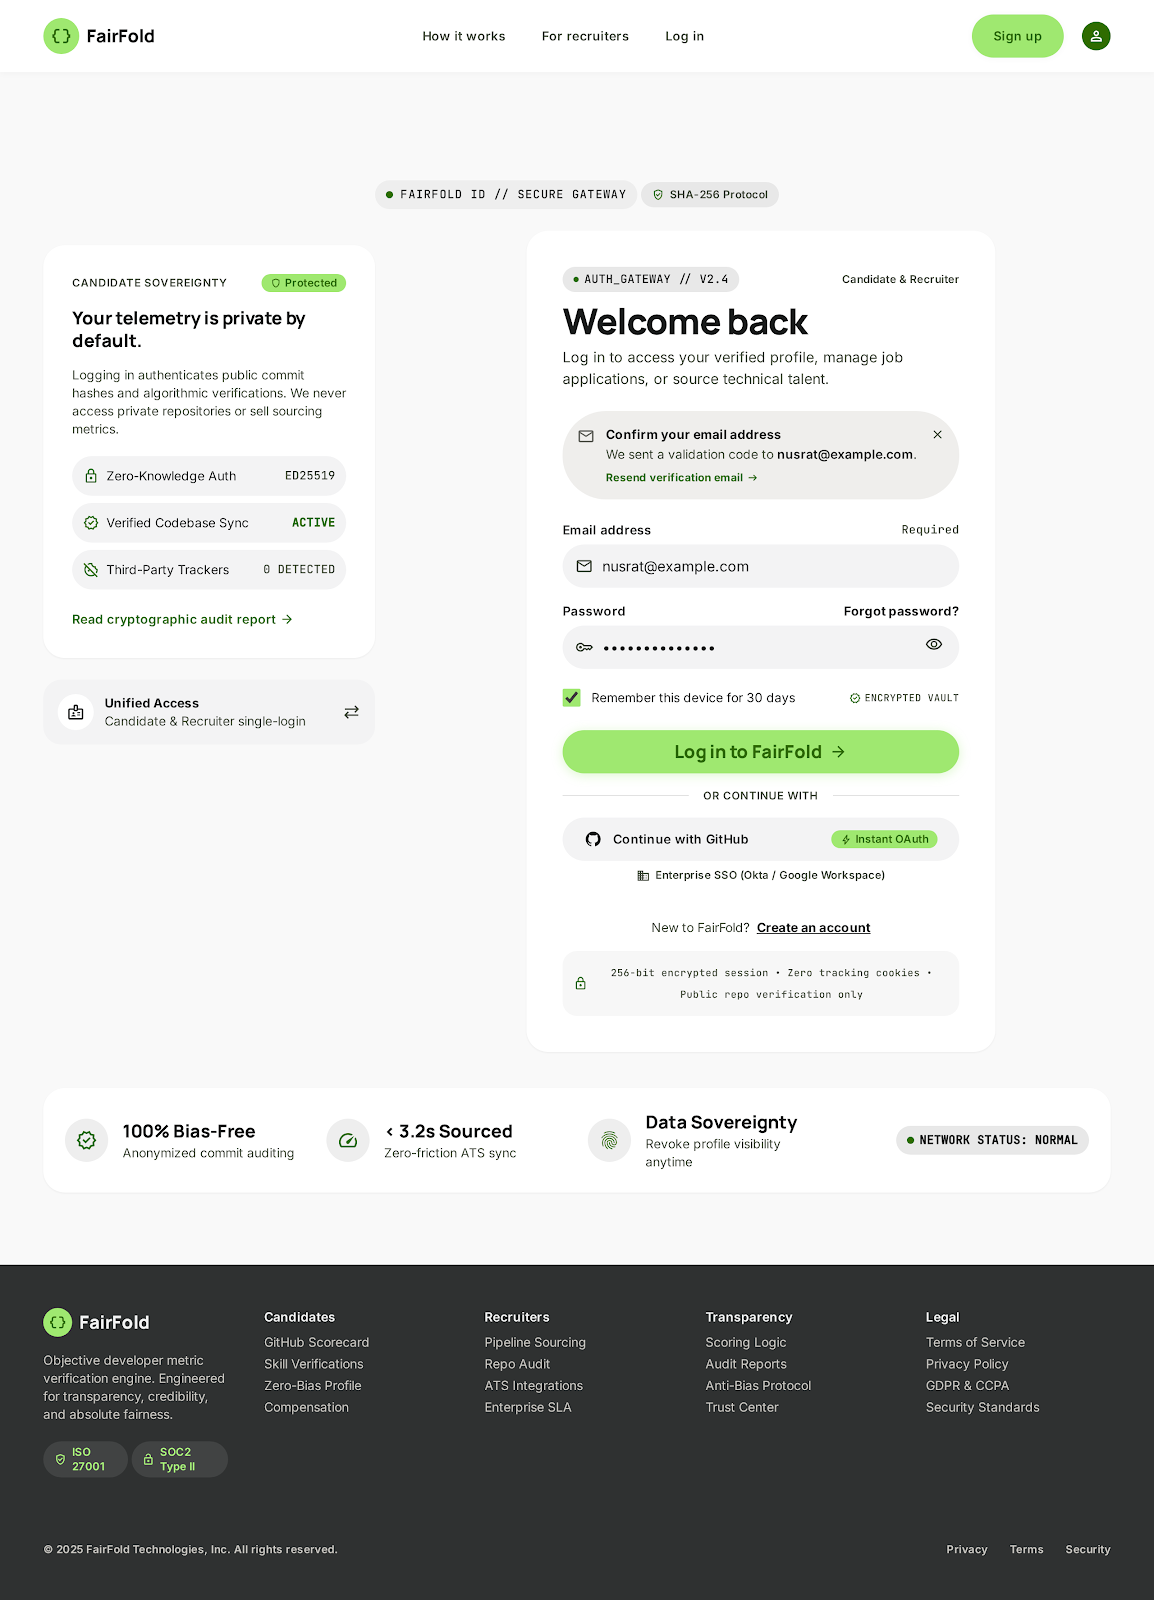 {} FairFold
How it works
For recruiters
Log in
Sign up
FAIRFOLD ID // SECURE GATEWAY
SHA-256 Protocol
CANDIDATE SOVEREIGNTY
Protected
Your telemetry is private by
default.
Logging in authenticates public commit
hashes and algorithmic verifications. We never
access private repositories or sell sourcing
metrics.
Zero-Knowledge Auth
ED25519
Verified Codebase Sync
ACTIVE
Third-Party Trackers
0 DETECTED
Read cryptographic audit report →
Unified Access
Candidate & Recruiter single-login
AUTH_GATEWAY // V2.4
Candidate & Recruiter
Welcome back
Log in to access your verified profile, manage job
applications, or source technical talent.
Confirm your email address
We sent a validation code to nusrat@example.com.
Resend verification email →
Email address
Required
nusrat@example.com
Password
Forgot password?
••••••••••••••
Remember this device for 30 days
ENCRYPTED VAULT
Log in to FairFold →
OR CONTINUE WITH
Continue with GitHub
Instant OAuth
Enterprise SSO (Okta / Google Workspace)
New to FairFold? Create an account
256-bit encrypted session • Zero tracking cookies •
Public repo verification only
100% Bias-Free
Anonymized commit auditing
< 3.2s Sourced
Zero-friction ATS sync
Data Sovereignty
Revoke profile visibility
anytime
NETWORK STATUS: NORMAL
{} FairFold
Objective developer metric
verification engine. Engineered
for transparency, credibility,
and absolute fairness.
ISO
27001
SOC2
Type II
Candidates
GitHub Scorecard
Skill Verifications
Zero-Bias Profile
Compensation
Recruiters
Pipeline Sourcing
Repo Audit
ATS Integrations
Enterprise SLA
Transparency
Scoring Logic
Audit Reports
Anti-Bias Protocol
Trust Center
Legal
Terms of Service
Privacy Policy
GDPR & CCPA
Security Standards
© 2025 FairFold Technologies, Inc. All rights reserved.
Privacy
Terms
Security